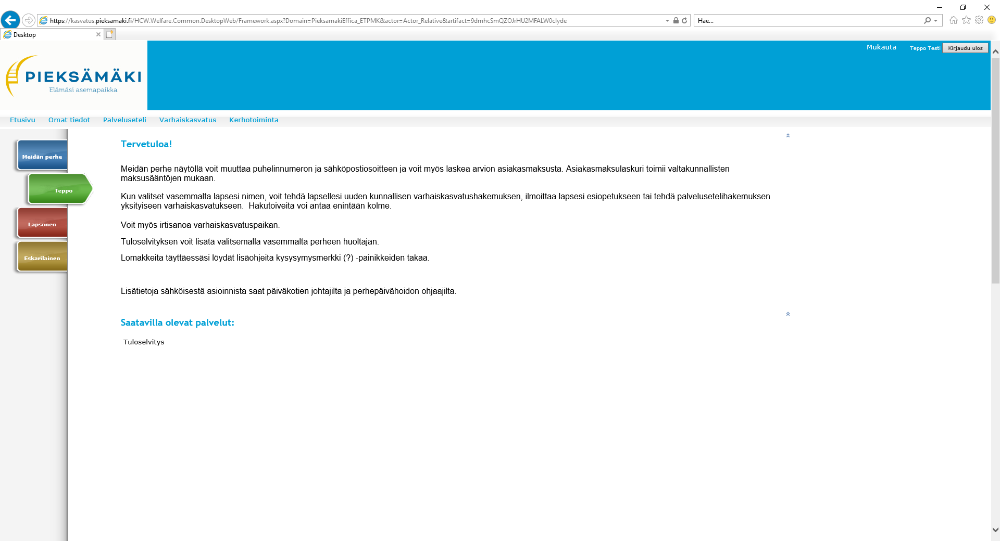 https://kasvatus.pieksamaki.fi/HCW.Welfare.Common.DesktopWeb/Framework.aspx?Domain=PieksamakiEffica_ETPMK&actor=Actor_Relative&artifact=9dmhcSmQZOJrHU2MFALW0clyde
Hae...
Desktop
Mukauta
Teppo Testi
Kirjaudu ulos
PIEKSÄMÄKI
Elämäsi asemapaikka
Etusivu
Omat tiedot
Palveluseteli
Varhaiskasvatus
Kerhotoiminta
Meidän perhe
Teppo
Lapsonen
Eskarilainen
Tervetuloa!
Meidän perhe näytöllä voit muuttaa puhelinnumeron ja sähköpostiosoitteen ja voit myös laskea arvion asiakasmaksusta. Asiakasmaksulaskuri toimii valtakunnallisten
maksusääntöjen mukaan.
Kun valitset vasemmalta lapsesi nimen, voit tehdä lapsellesi uuden kunnallisen varhaiskasvatushakemuksen, ilmoittaa lapsesi esiopetukseen tai tehdä palvelusetelihakemuksen
yksityiseen varhaiskasvatukseen.  Hakutoiveita voi antaa enintään kolme.
Voit myös irtisanoa varhaiskasvatuspaikan.
Tuloselvityksen voit lisätä valitsemalla vasemmalta perheen huoltajan.
Lomakkeita täyttäessäsi löydät lisäohjeita kysysymysmerkki (?) -painikkeiden takaa.
Lisätietoja sähköisestä asioinnista saat päiväkotien johtajilta ja perhepäivähoidon ohjaajilta.
Saatavilla olevat palvelut:
Tuloselvitys